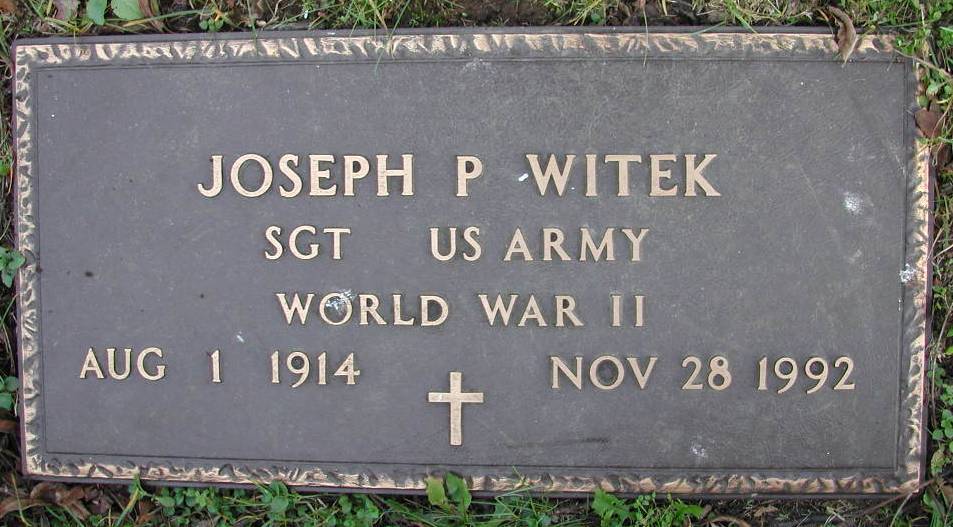 JOSEPH P WITEK
SGT US ARMY
WORLD WAR II
AUG 1 1914 NOV 28 1992